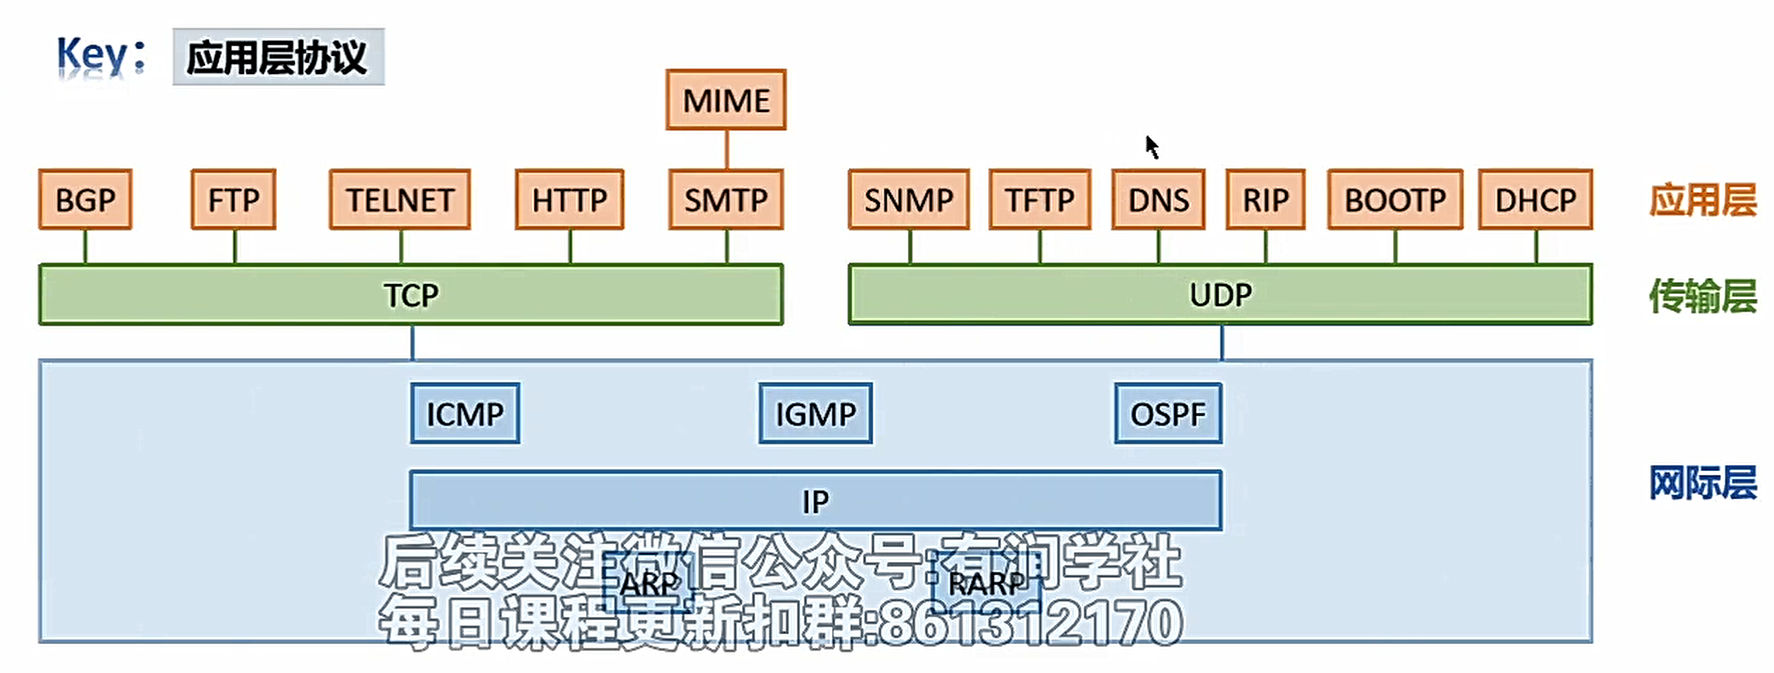 Key: 应用层协议
MIME
BGP FTP TELNET HTTP SMTP SNMP TFTP DNS RIP BOOTP DHCP 应用层
TCP UDP 传输层
ICMP IGMP OSPF
IP 网际层
后续关注微信公众号:有润学社
ARP RARP
每日课程更新扣群:861312170